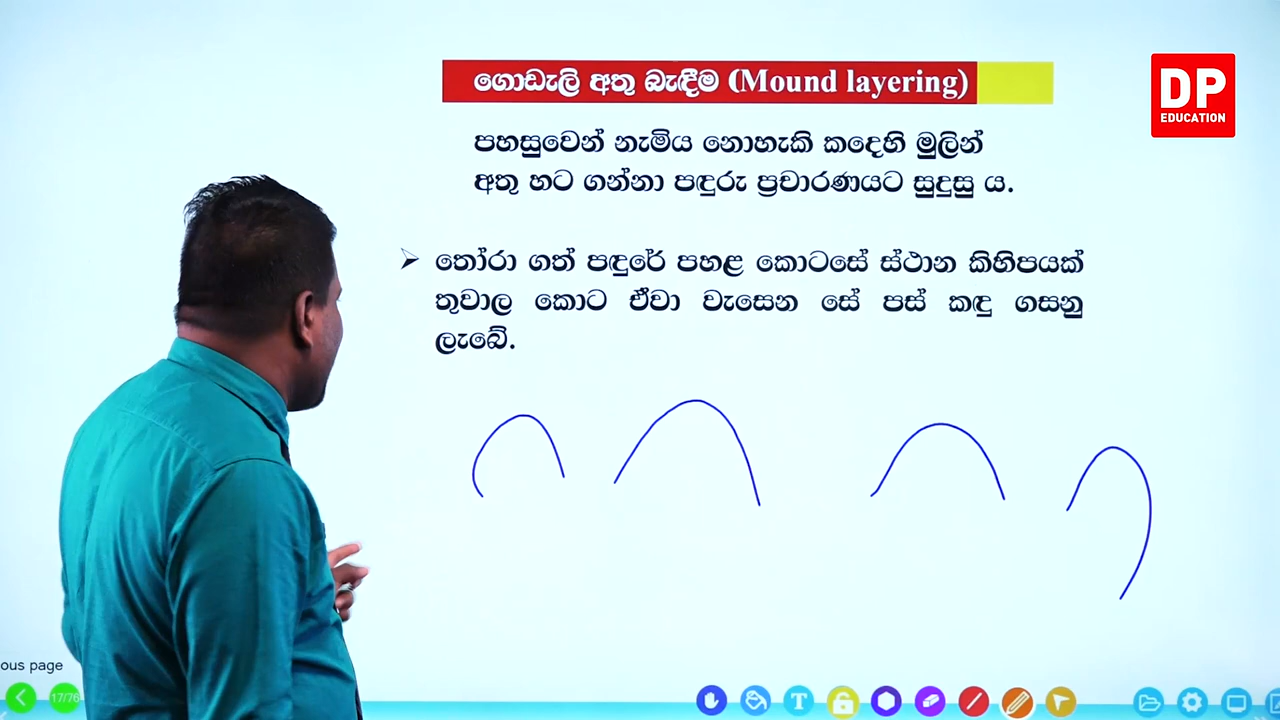 ගොඩැලි අතු බැඳීම (Mound layering)
DP
EDUCATION
පහසුවෙන් නැමිය නොහැකි කදෙහි මුලින්
අතු හට ගන්නා පඳුරු ප්‍රචාරණයට සුදුසු ය.
තෝරා ගත් පඳුරේ පහළ කොටසේ ස්ථාන කිහිපයක්
තුවාල කොට ඒවා වැසෙන සේ පස් කඳු ගසනු
ලැබේ.
ous page
17/76
T